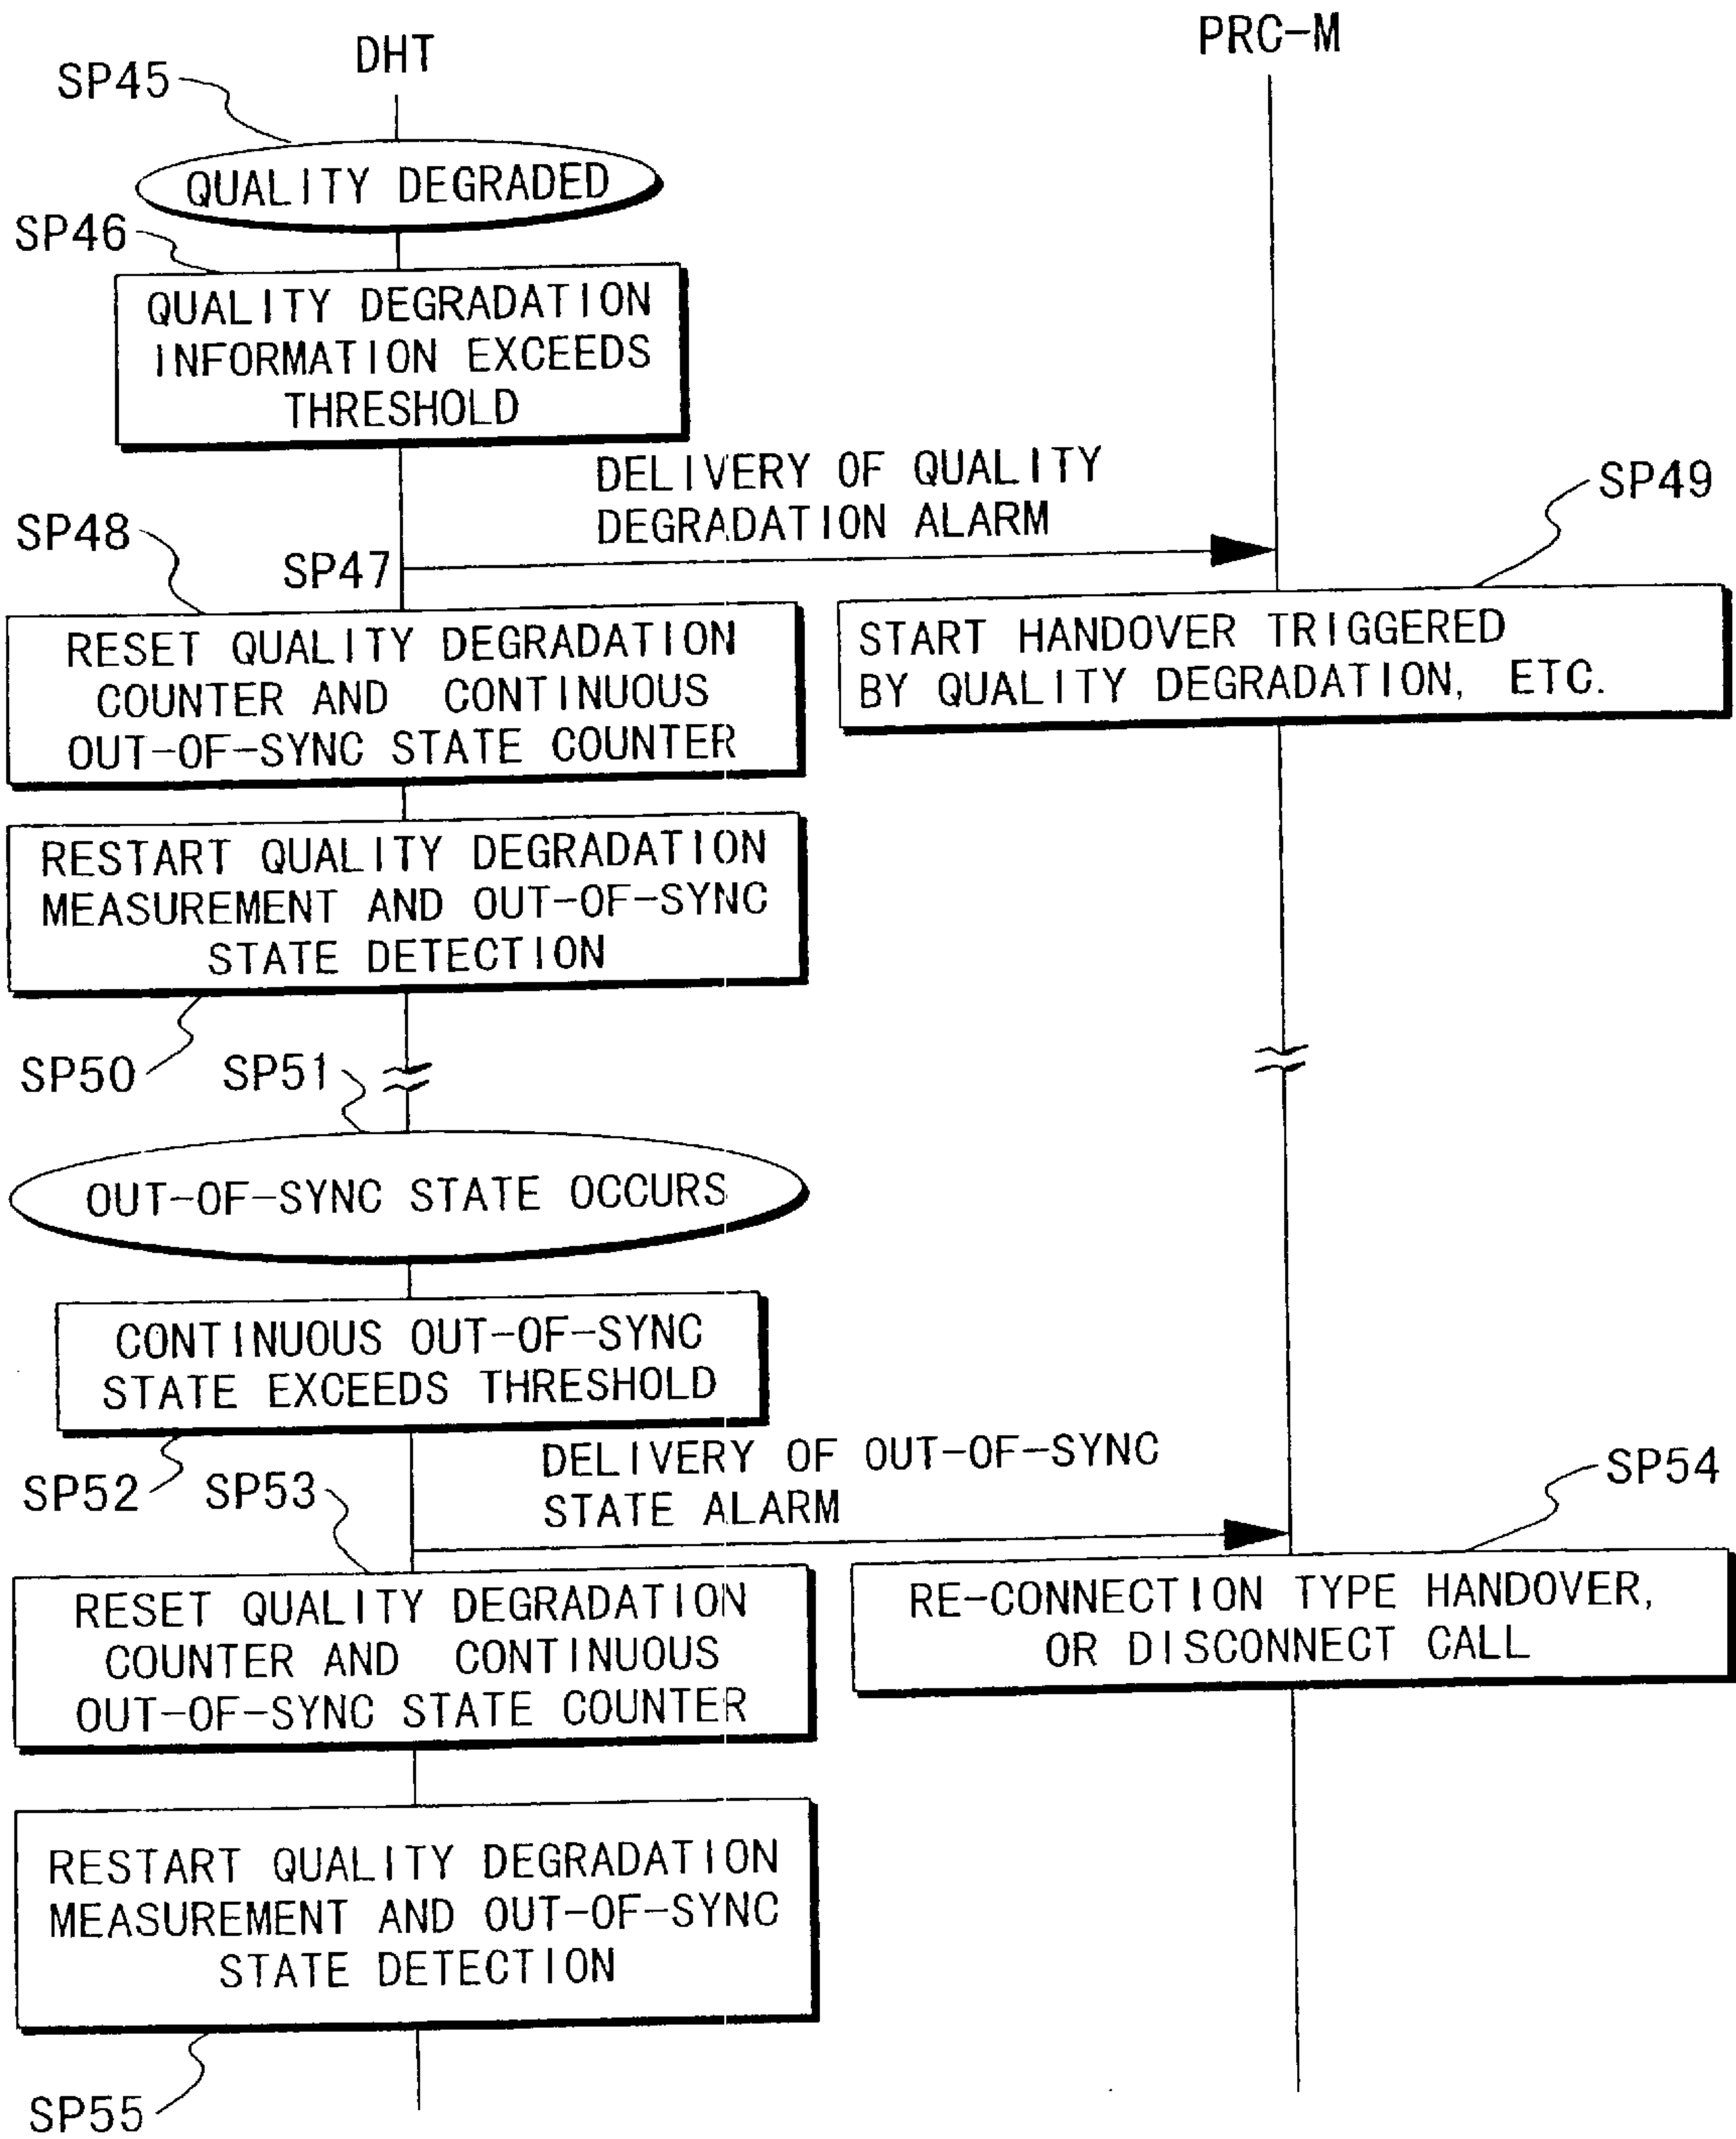 DHT
PRC-M
SP45
QUALITY DEGRADED
SP46
QUALITY DEGRADATION
INFORMATION EXCEEDS
THRESHOLD
DELIVERY OF QUALITY
DEGRADATION ALARM
SP49
SP48
SP47
RESET QUALITY DEGRADATION
COUNTER AND CONTINUOUS
OUT-OF-SYNC STATE COUNTER
START HANDOVER TRIGGERED
BY QUALITY DEGRADATION, ETC.
RESTART QUALITY DEGRADATION
MEASUREMENT AND OUT-OF-SYNC
STATE DETECTION
SP50
SP51
OUT-OF-SYNC STATE OCCURS
CONTINUOUS OUT-OF-SYNC
STATE EXCEEDS THRESHOLD
SP52
SP53
DELIVERY OF OUT-OF-SYNC
STATE ALARM
SP54
RESET QUALITY DEGRADATION
COUNTER AND CONTINUOUS
OUT-OF-SYNC STATE COUNTER
RE-CONNECTION TYPE HANDOVER,
OR DISCONNECT CALL
RESTART QUALITY DEGRADATION
MEASUREMENT AND OUT-OF-SYNC
STATE DETECTION
SP55